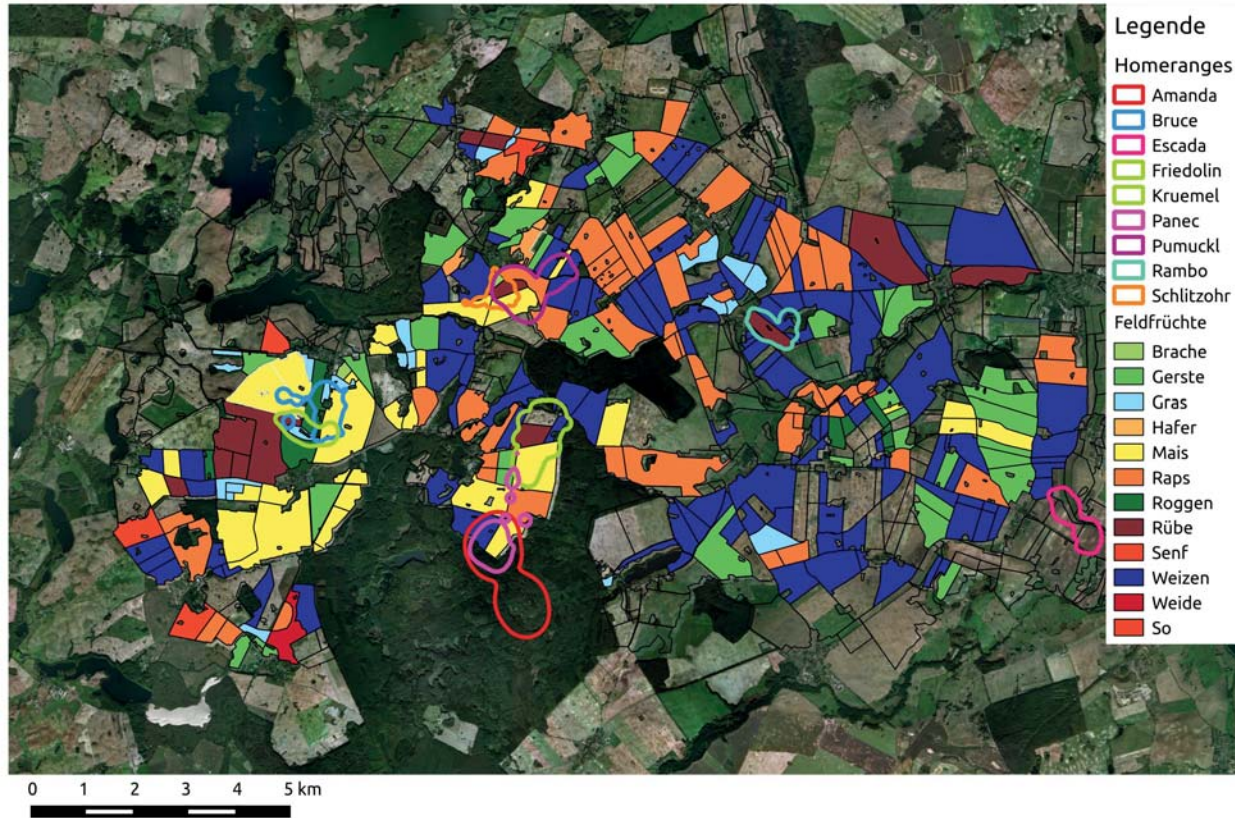 Legende
Homeranges
Amanda
Bruce
Escada
Friedolin
Kruemel
Panec
Pumuckl
Rambo
Schlitzohr
Feldfrüchte
Brache
Gerste
Gras
Hafer
Mais
Raps
Roggen
Rübe
Senf
Weizen
Weide
So
0 1 2 3 4 5 km